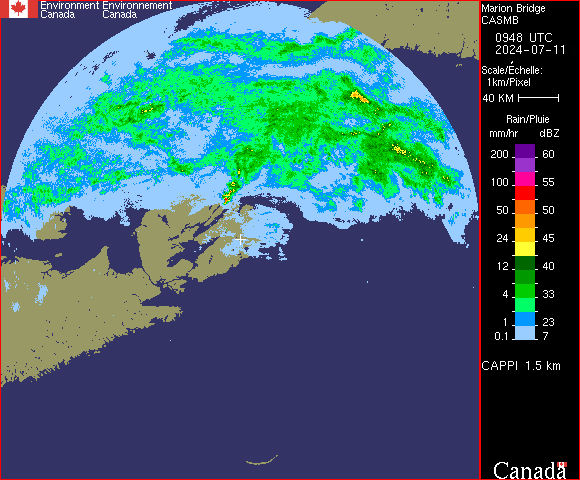 Environment Environnement
Canada Canada
Marion Bridge
CASMB
0948 UTC
2024-07-11
Scale/Échelle:
1km/Pixel
40 KM
Rain/Pluie
mm/hr dBZ
200 60
100 55
50 50
24 45
12 40
4 33
1 23
0.1 7
CAPPI 1.5 km
Canada